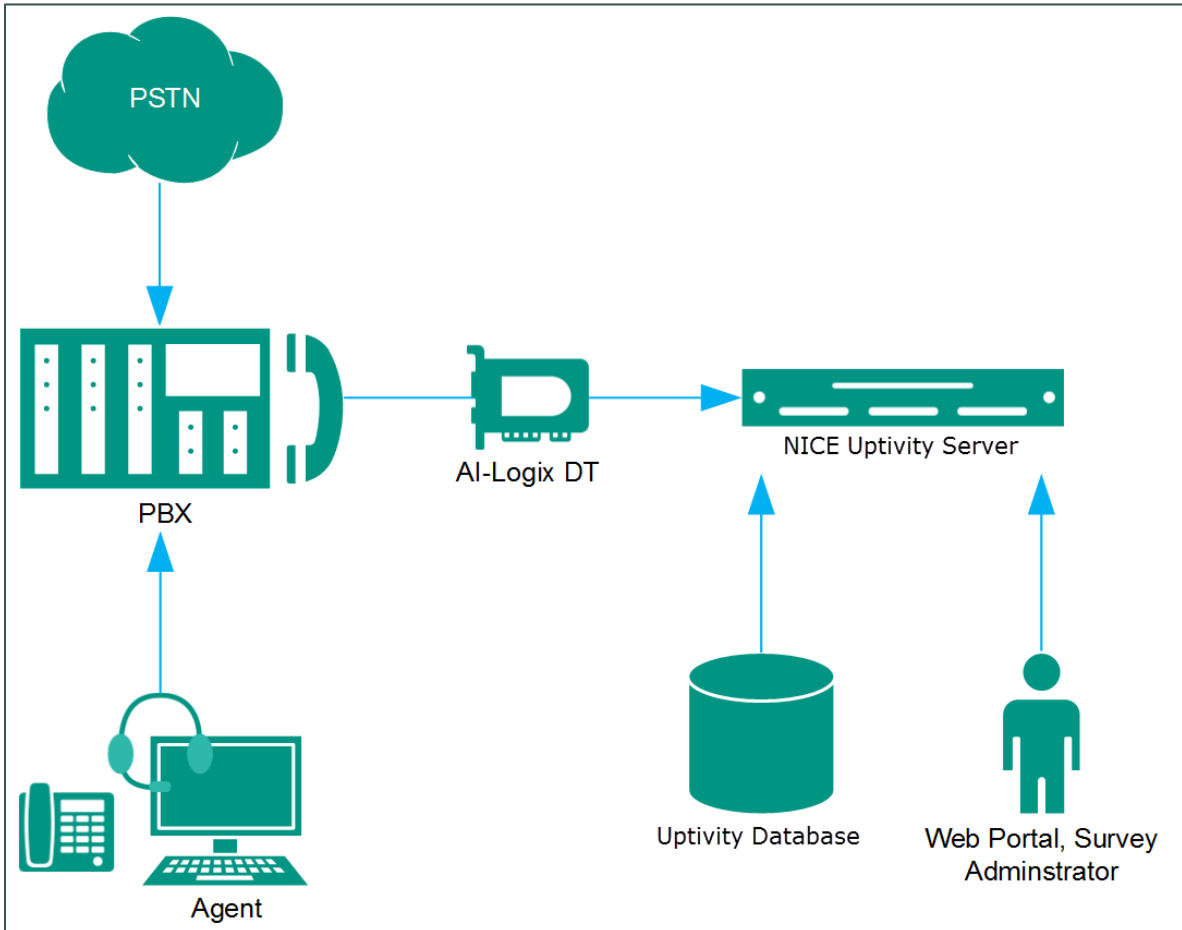 PSTN
AI-Logix DT
NICE Uptivity Server
PBX
Uptivity Database
Web Portal, Survey
Adminstrator
Agent